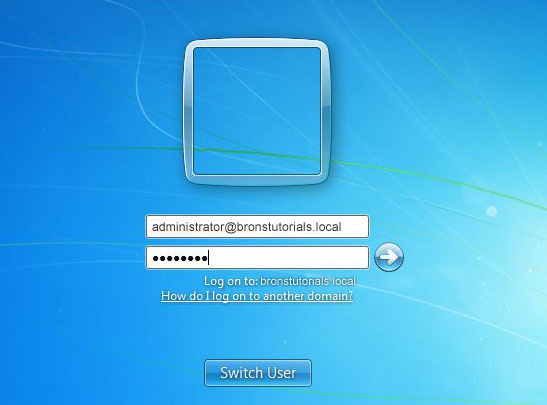 administrator@bronstutorials.local
●●●●●●●●
Log on to: bronstutorials.local
How do I log on to another domain?
Switch User